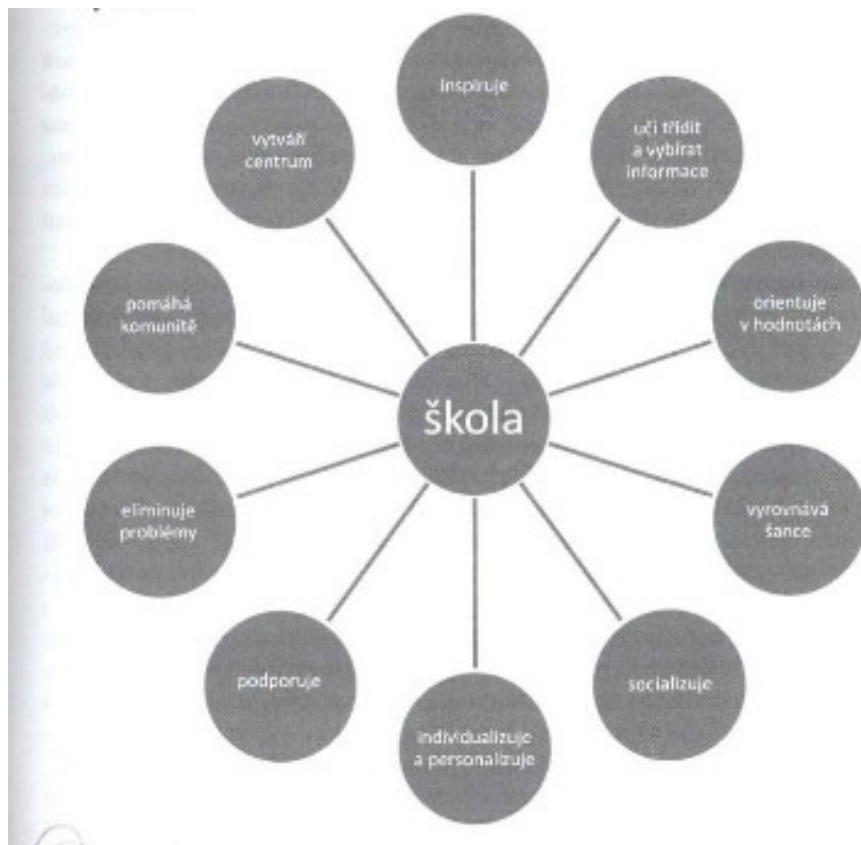 inspiruje
učí třídit
a vybírat
informace
orientuje
v hodnotách
vyrovnává
šance
socializuje
individualizuje
a personalizuje
podporuje
eliminuje
problémy
pomáhá
komunitě
vytváří
centrum
škola